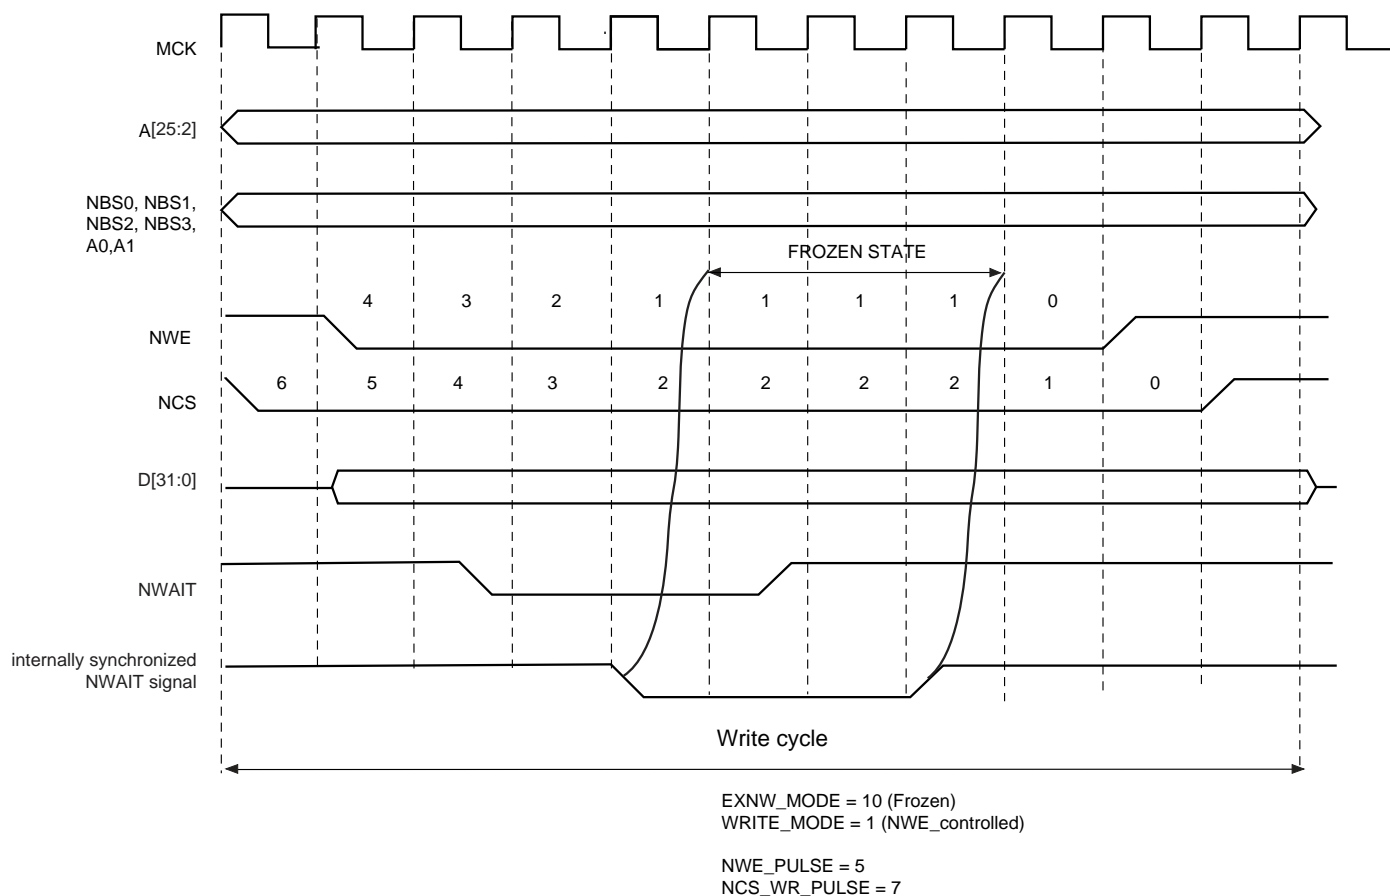 MCK
A[25:2]
NBS0, NBS1,
NBS2, NBS3,
A0,A1
FROZEN STATE
4 3 2 1 1 1 1 0
NWE
6 5 4 3 2 2 2 2 1 0
NCS
D[31:0]
NWAIT
internally synchronized
NWAIT signal
Write cycle
EXNW_MODE = 10 (Frozen)
WRITE_MODE = 1 (NWE_controlled)
NWE_PULSE = 5
NCS_WR_PULSE = 7